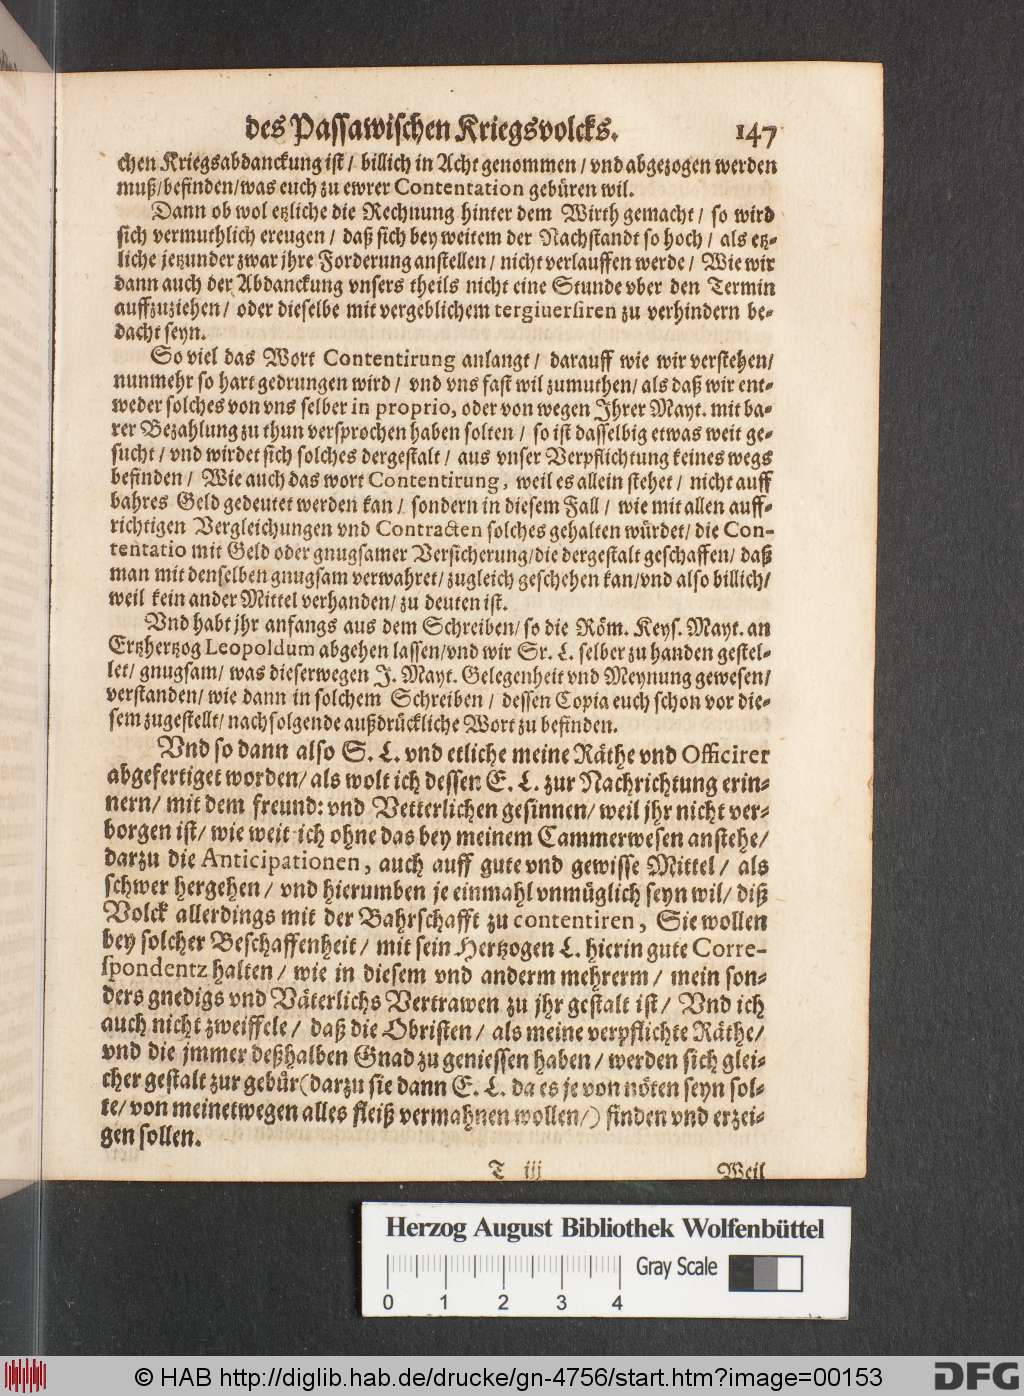 des Passawischen Kriegsvolcks. 147
chen Kriegsabdanckung ist / billich in Acht genommen / vnd abgezogen werden
muß / befinden / was euch zu ewrer Contentation gebüren wil.
Dann ob wol etzliche die Rechnung hinter dem Wirth gemacht / so wird
sich vermuthlich ereugen / daß sich bey weitem der Nachstandt so hoch / als etz-
liche jetzunder zwar jhre Forderung anstellen / nicht verlauffen werde / Wie wir
dann auch der Abdanckung vnsers theils nicht eine Stunde vber den Termin
auffzuziehen / oder dieselbe mit vergeblichem tergiuersiren zu verhindern be-
dacht seyn.
So viel das Wort Contentirung anlangt / darauff wie wir verstehen /
nunmehr so hart gedrungen wird / vnd vns fast wil zumuthen / als daß wir ent-
weder solches von vns selber in proprio, oder von wegen Ihrer Mayt. mit ba-
rer Bezahlung zu thun versprochen haben solten / so ist dasselbig etwas weit ge-
sucht / vnd wirdet sich solches dergestalt / aus vnser Verpflichtung keines wegs
befinden / Wie auch das wort Contentirung, weil es allein stehet / nicht auff
bahres Geld gedeutet werden kan / sondern in diesem Fall / wie mit allen auff-
richtigen Vergleichungen vnd Contracten solches gehalten würdet / die Con-
tentatio mit Geld oder gnugsamer Versicherung / die dergestalt geschaffen / daß
man mit denselben gnugsam verwahret / zugleich geschehen kan / vnd also billich /
weil kein ander Mittel verhanden / zu deuten ist.
Vnd habt jhr anfangs aus dem Schreiben / so die Röm. Keys. Mayt. an
Ertzhertzog Leopoldum abgehen lassen / vnd wir Sr. L. selber zu handen gestel-
let / gnugsam / was dieserwegen J. Mayt. Gelegenheit vnd Meynung gewesen /
verstanden / wie dann in solchem Schreiben / dessen Copia euch schon vor die-
sem zugestellt / nachfolgende außdrückliche Wort zu befinden.
Vnd so dann also S. L. vnd etliche meine Räthe vnd Officirer
abgefertiget worden / als wolt ich dessen E. L. zur Nachrichtung erin-
nern / mit dem freund: vnd Vetterlichen gesinnen / weil jhr nicht ver-
borgen ist / wie weit ich ohne das bey meinem Cammerwesen anstehe /
darzu die Anticipationen, auch auff gute vnd gewisse Mittel / als
schwer hergehen / vnd hierumben je einmahl vnmüglich seyn wil / diß
Volck allerdings mit der Bahrschafft zu contentiren, Sie wollen
bey solcher Beschaffenheit / mit sein Hertzogen L. hierin gute Corre-
spondentz halten / wie in diesem vnd anderm mehrerm / mein son-
ders gnedigs vnd Väterlichs Vertrawen zu jhr gestalt ist / Vnd ich
auch nicht zweiffele / daß die Obristen / als meine verpflichte Räthe /
vnd die jmmer deßhalben Gnad zu geniessen haben / werden sich glei-
cher gestalt zur gebür (darzu sie dann E. L. da es je von nöten seyn sol-
te / von meinetwegen alles fleiß vermahnen wollen /) finden vnd erzei-
gen sollen.
T iij Weil
Herzog August Bibliothek Wolfenbüttel
Gray Scale
0 1 2 3 4
© HAB http://diglib.hab.de/drucke/gn-4756/start.htm?image=00153
DFG